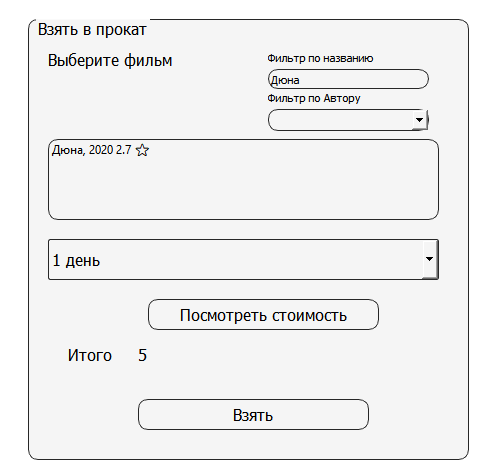 Взять в прокат
Выберите фильм
Фильтр по названию
Дюна
Фильтр по Автору
Дюна, 2020 2.7 ☆
1 день
Посмотреть стоимость
Итого 5
Взять